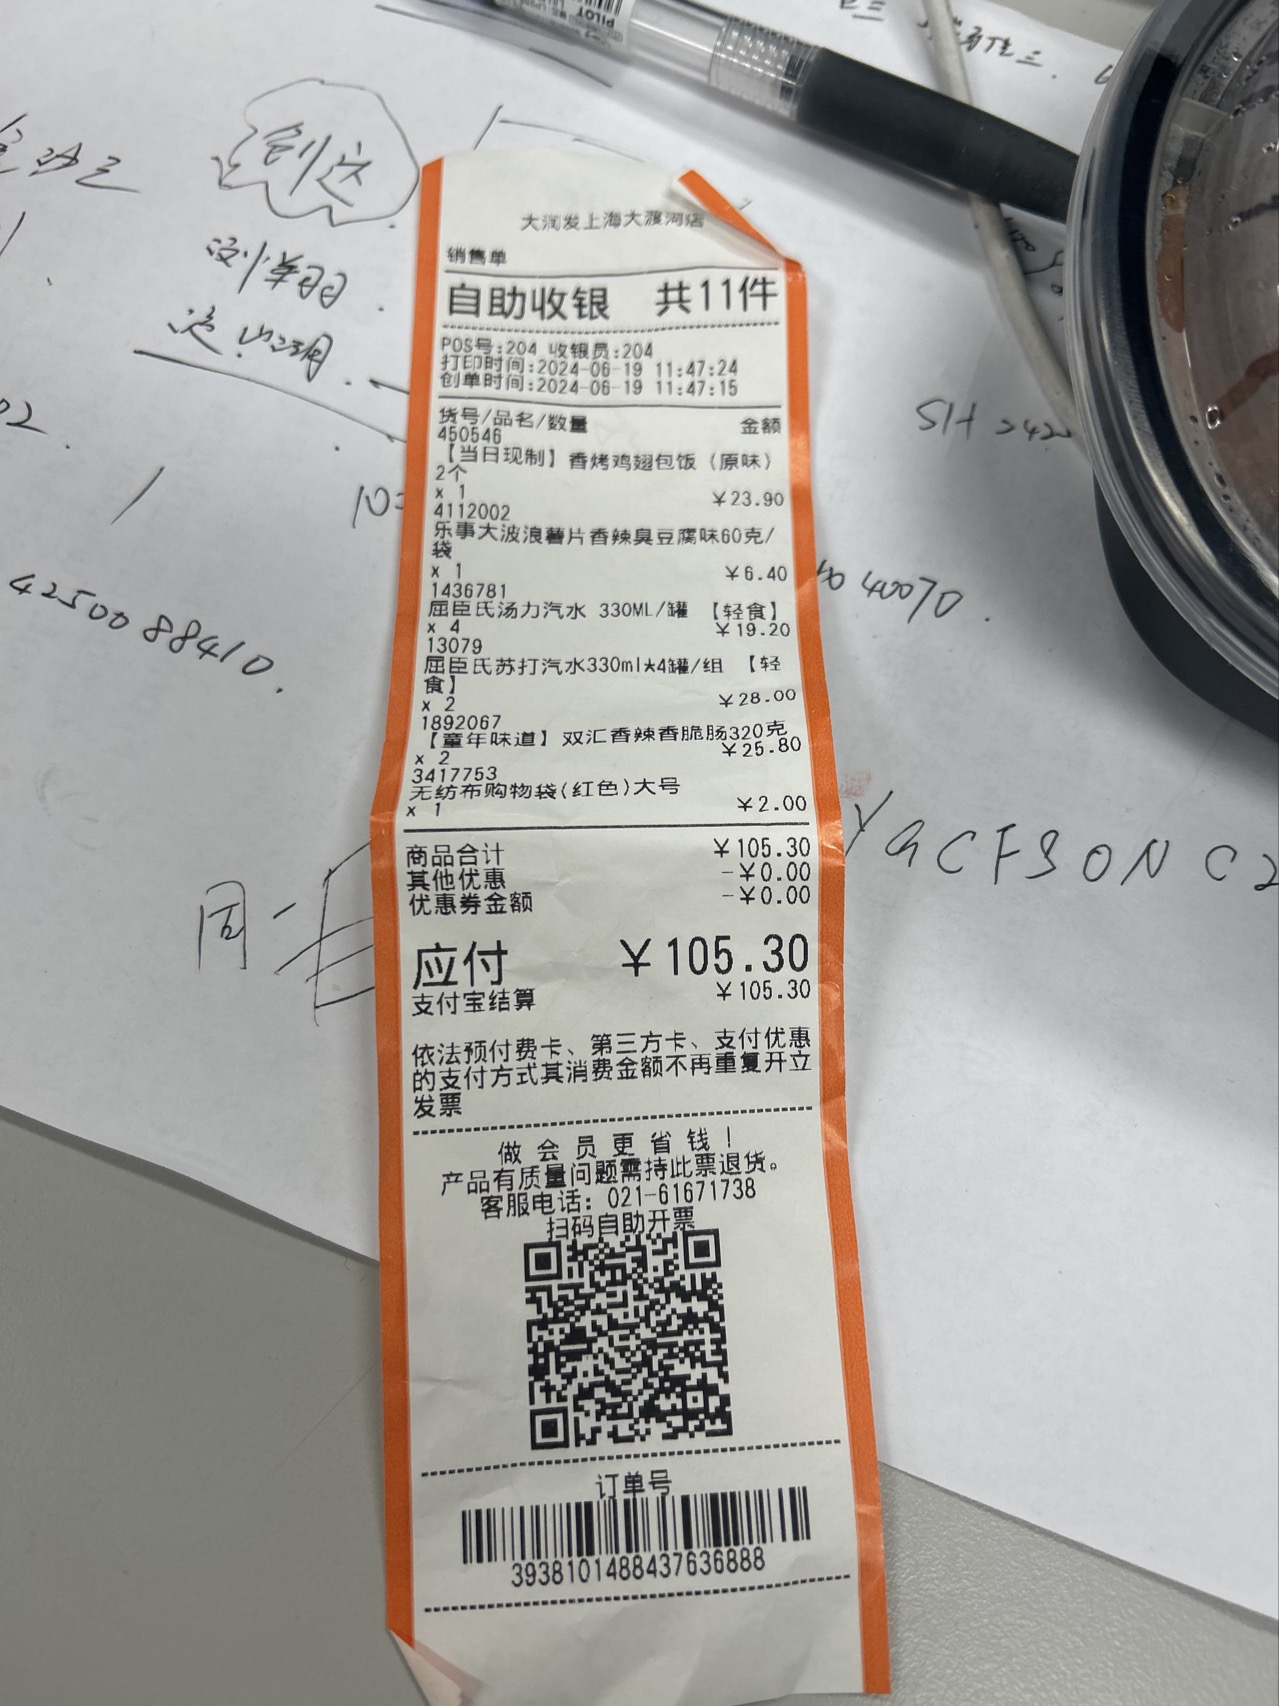 PILOT
创达
大润发上海大渡河店
销售单
自助收银 共11件
POS号:204 收银员:204
打印时间:2024-06-19 11:47:24
创单时间:2024-06-19 11:47:15
货号/品名/数量 金额
450546
【当日现制】香烤鸡翅包饭(原味)
2个
x 1 ¥23.90
4112002
乐事大波浪薯片香辣臭豆腐味60克/
袋
x 1 ¥6.40
1436781
屈臣氏汤力汽水 330ML/罐 【轻食】
x 4 ¥19.20
13079
屈臣氏苏打汽水330ml*4罐/组 【轻
食】
x 2 ¥28.00
1892067
【童年味道】双汇香辣香脆肠320克
x 2 ¥25.80
3417753
无纺布购物袋(红色)大号
x 1 ¥2.00
商品合计 ¥105.30
其他优惠 -¥0.00
优惠券金额 -¥0.00
应付 ¥105.30
支付宝结算 ¥105.30
依法预付费卡、第三方卡、支付优惠
的支付方式其消费金额不再重复开立
发票
做会员更省钱!
产品有质量问题需持此票退货。
客服电话: 021-61671738
扫码自助开票
订单号
3938101488437636888
4250088410.
40070.
同